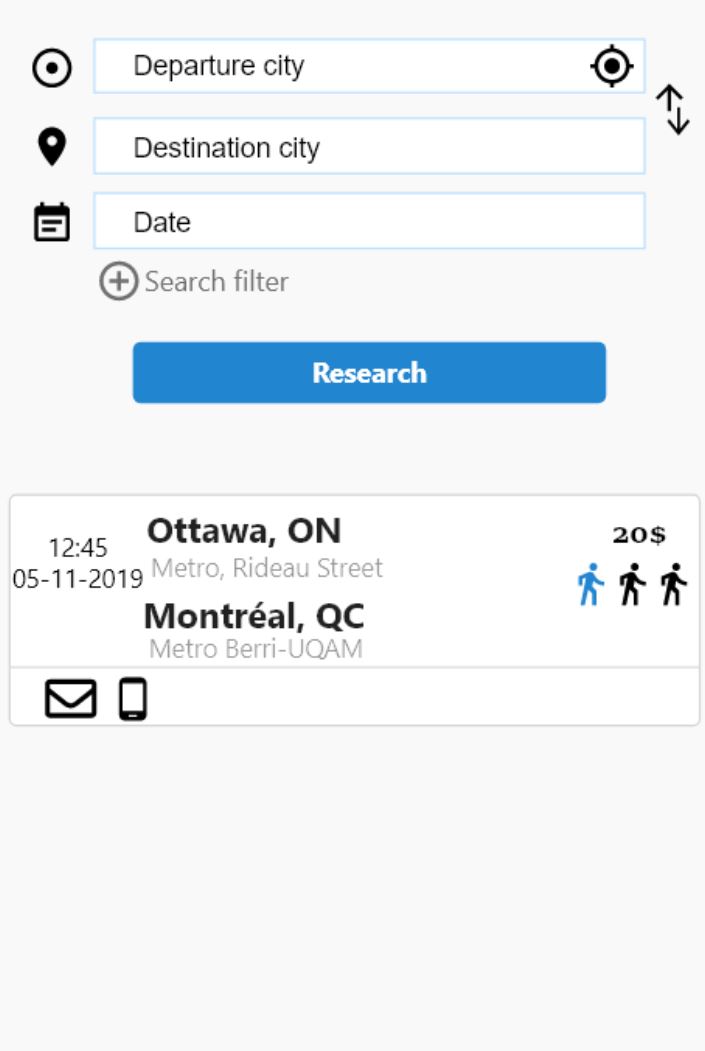 Departure city
Destination city
Date
Search filter
Research
12:45
05-11-2019
Ottawa, ON
Metro, Rideau Street
Montréal, QC
Metro Berri-UQAM
20$